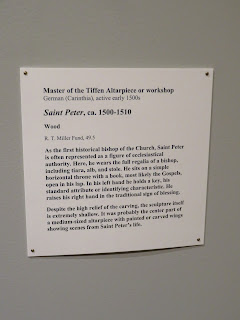 Master of the Tiffen Altarpiece or workshop
German (Carinthia), active early 1500s
Saint Peter, ca. 1500-1510
Wood
R. T. Miller Fund, 49.5
As the first historical bishop of the Church, Saint Peter
is often represented as a figure of ecclesiastical
authority. Here, he wears the full regalia of a bishop,
including tiara, alb, and stole. He sits on a simple
horizontal throne with a book, most likely the Gospels,
open in his lap. In his left hand he holds a key, his
standard attribute or identifying characteristic. He
raises his right hand in the traditional sign of blessing.
Despite the high relief of the carving, the sculpture itself
is extremely shallow. It was probably the center part of
a medium-sized altarpiece with painted or carved wings
showing scenes from Saint Peter's life.